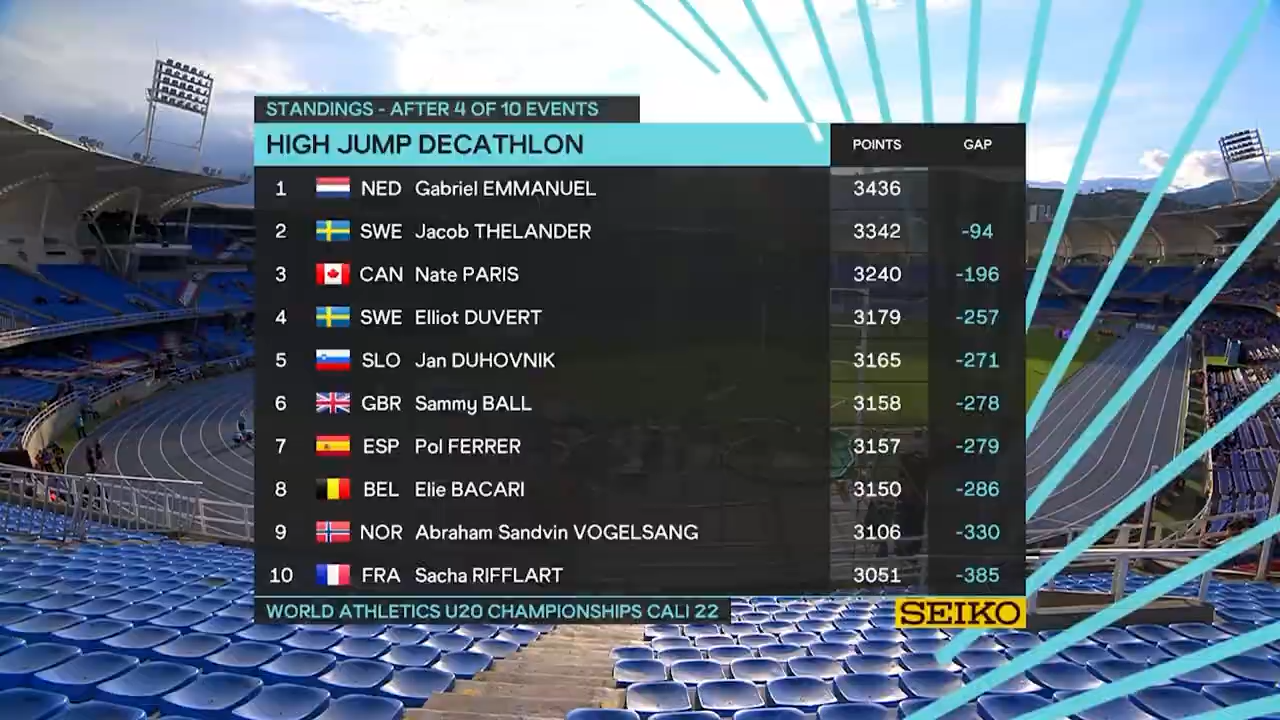 STANDINGS - AFTER 4 OF 10 EVENTS
HIGH JUMP DECATHLON POINTS GAP
1 NED Gabriel EMMANUEL 3436
2 SWE Jacob THELANDER 3342 -94
3 CAN Nate PARIS 3240 -196
4 SWE Elliot DUVERT 3179 -257
5 SLO Jan DUHOVNIK 3165 -271
6 GBR Sammy BALL 3158 -278
7 ESP Pol FERRER 3157 -279
8 BEL Elie BACARI 3150 -286
9 NOR Abraham Sandvin VOGELSANG 3106 -330
10 FRA Sacha RIFFLART 3051 -385
WORLD ATHLETICS U20 CHAMPIONSHIPS CALI 22 SEIKO